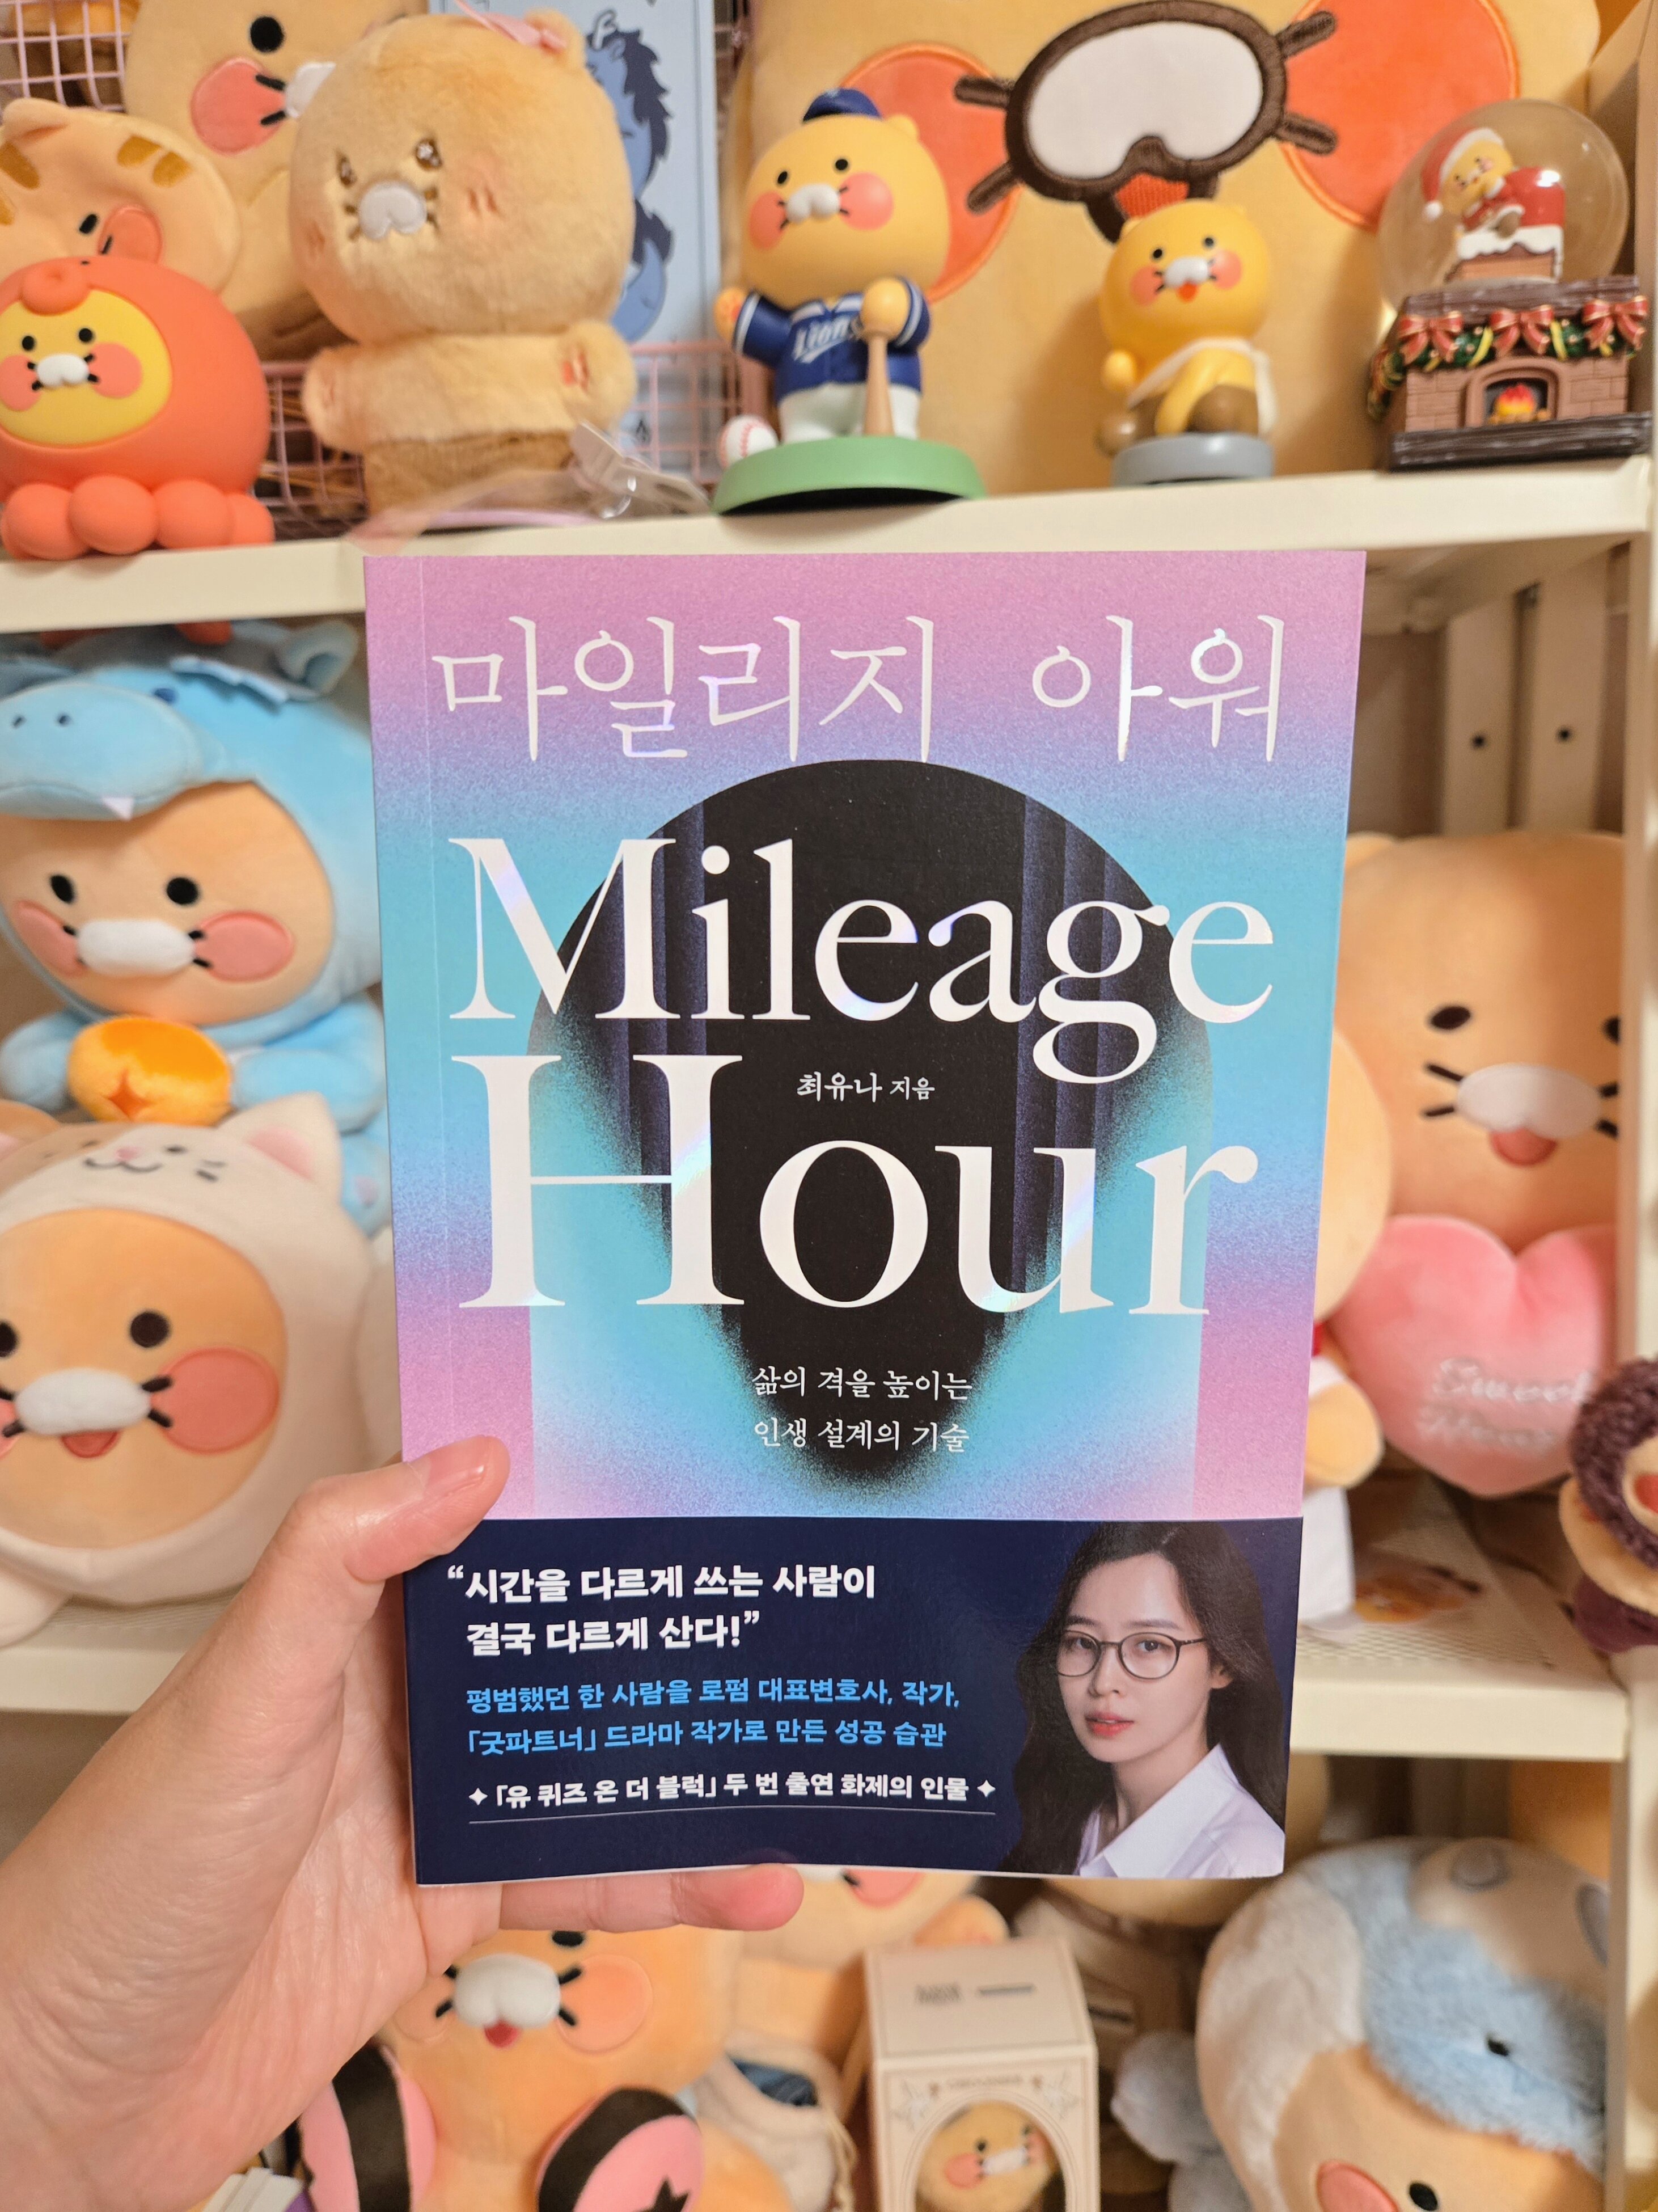 Lions
마일리지 아워
Mileage
Hour
최유나 지음
삶의 격을 높이는
인생 설계의 기술
“시간을 다르게 쓰는 사람이
결국 다르게 산다!”
평범했던 한 사람을 로펌 대표변호사, 작가,
「굿파트너」 드라마 작가로 만든 성공 습관
✦ 「유 퀴즈 온 더 블럭」 두 번 출연 화제의 인물 ✦
Sweet